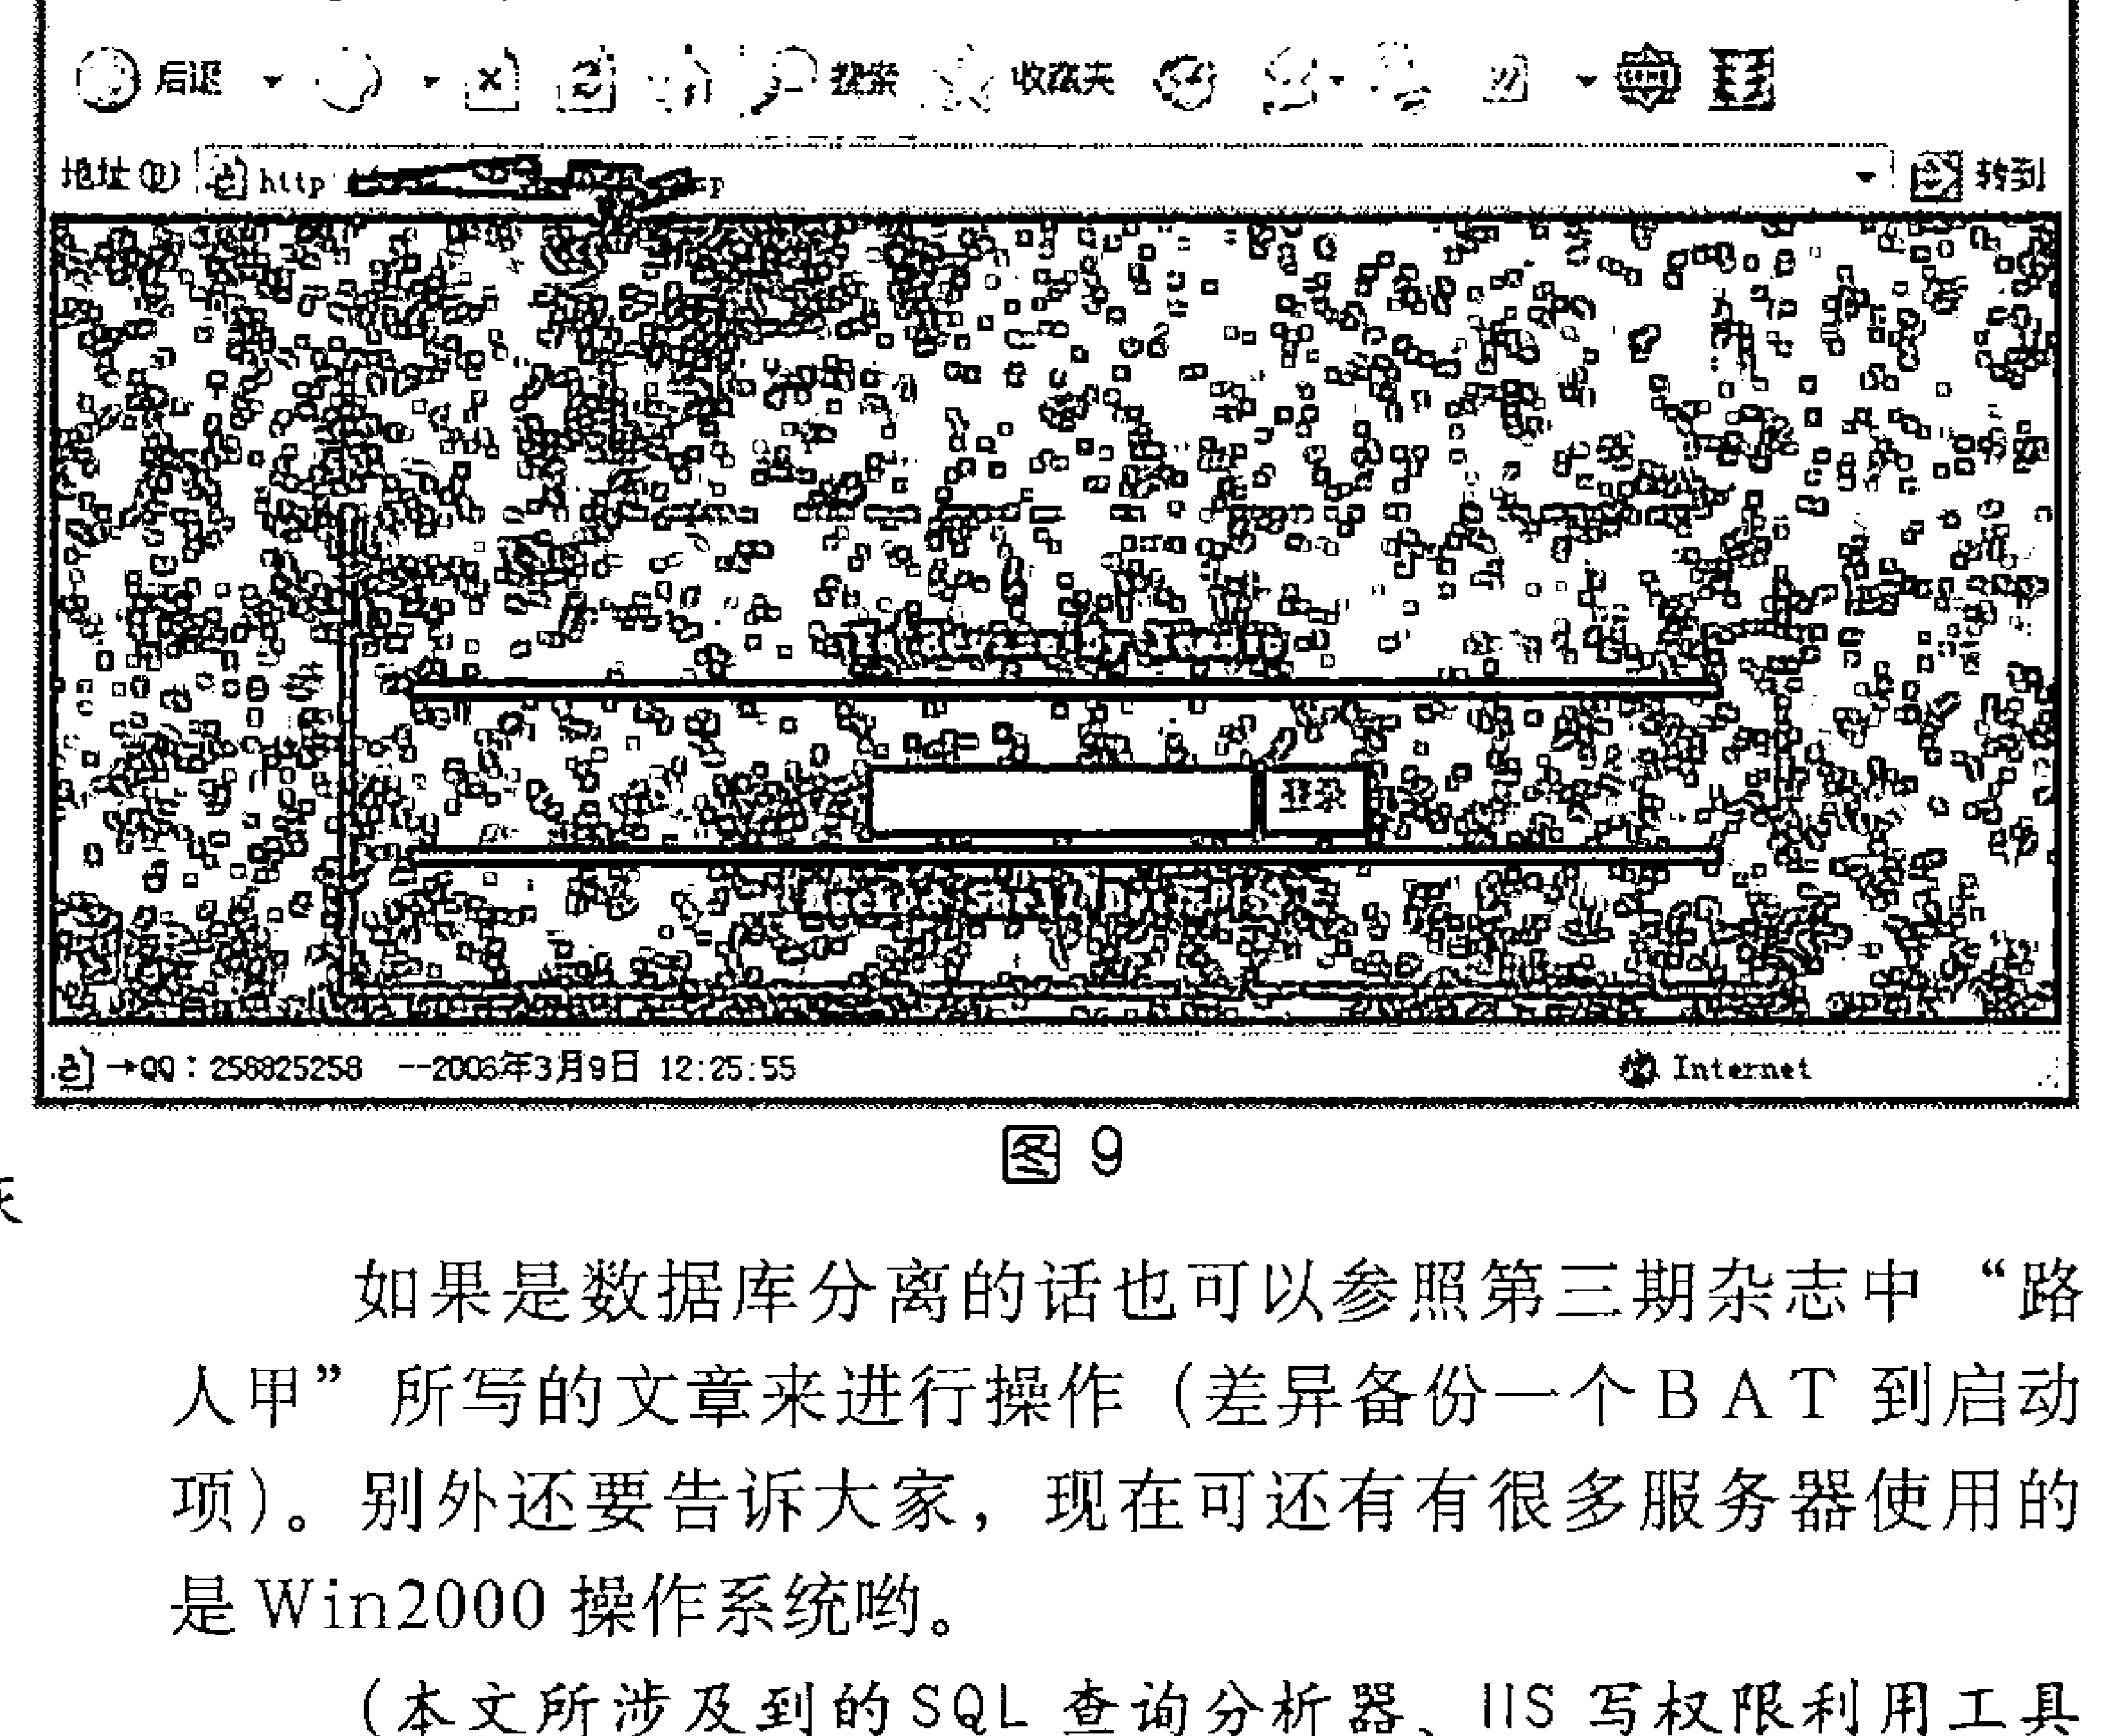 后退 搜索 收藏夹
地址(D) http p 转到
登录
→QQ：258825258 --2006年3月9日 12:25:55 Internet
图 9
如果是数据库分离的话也可以参照第三期杂志中“路
人甲”所写的文章来进行操作（差异备份一个BAT到启动
项）。别外还要告诉大家，现在可还有有很多服务器使用的
是Win2000操作系统哟。
（本文所涉及到的SQL查询分析器、IIS写权限利用工具